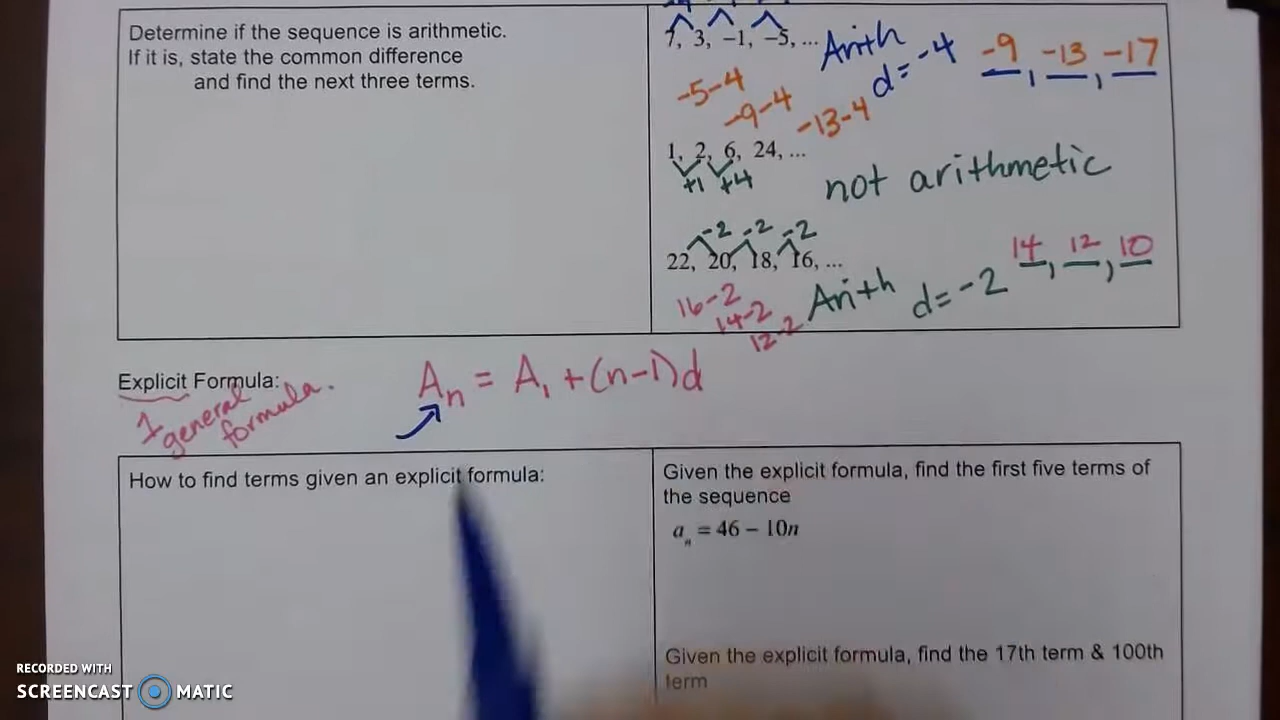 Determine if the sequence is arithmetic.
If it is, state the common difference
and find the next three terms.
7, 3, −1, −5, ...
Arith
d = -4
-9, -13, -17
-5-4
-9-4
-13-4
1, 2, 6, 24, ...
+1 +4
not arithmetic
-2 -2 -2
22, 20, 18, 16, ...
Arith d = -2
14, 12, 10
16-2
14-2
12-2
Explicit Formula:
1 general formula.
An = A1 + (n-1)d
How to find terms given an explicit formula:
Given the explicit formula, find the first five terms of
the sequence
an = 46 − 10n
Given the explicit formula, find the 17th term & 100th
term
RECORDED WITH
SCREENCAST MATIC